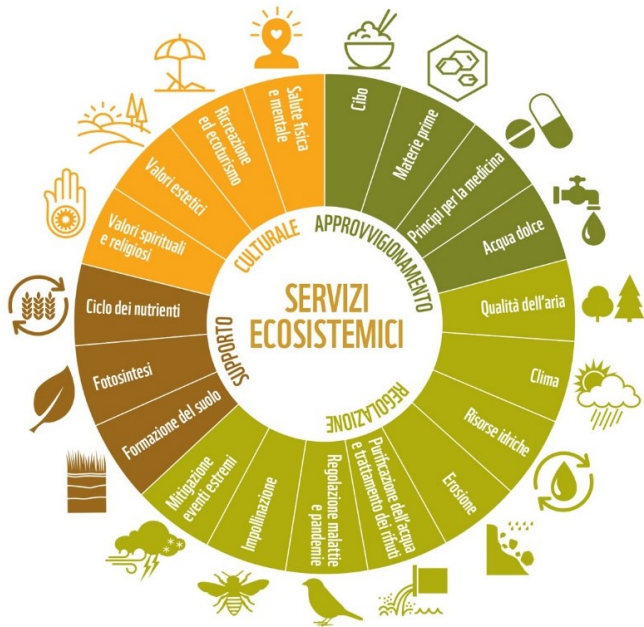 SERVIZI
ECOSISTEMICI
APPROVVIGIONAMENTO
Cibo
Materie prime
Principi per la medicina
Acqua dolce
REGOLAZIONE
Qualità dell'aria
Clima
Risorse idriche
Erosione
Purificazione dell'acqua
e trattamento dei rifiuti
Regolazione malattie
e pandemie
Impollinazione
Mitigazione
eventi estremi
SUPPORTO
Formazione del suolo
Fotosintesi
Ciclo dei nutrienti
CULTURALE
Valori spirituali
e religiosi
Valori estetici
Ricreazione
ed ecoturismo
Salute fisica
e mentale